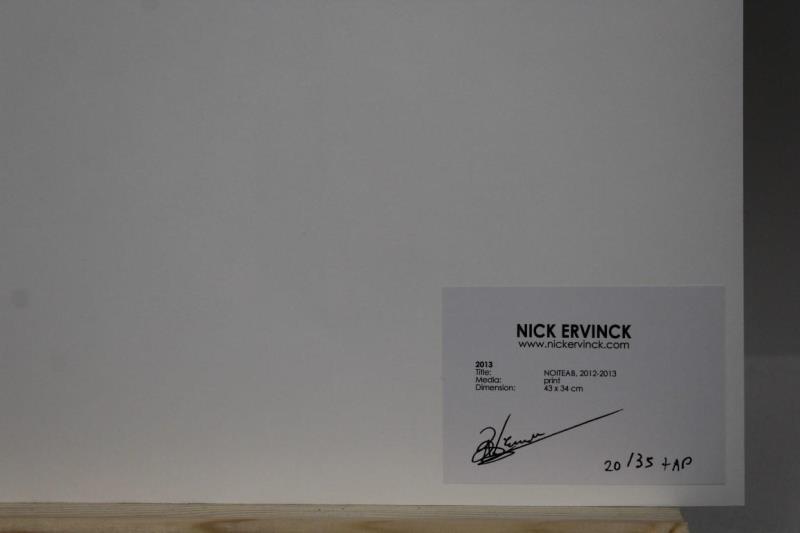 NICK ERVINCK
www.nickervinck.com
2013
Title: NOITEAB, 2012-2013
Media: print
Dimension: 43 x 34 cm
20/35 + AP